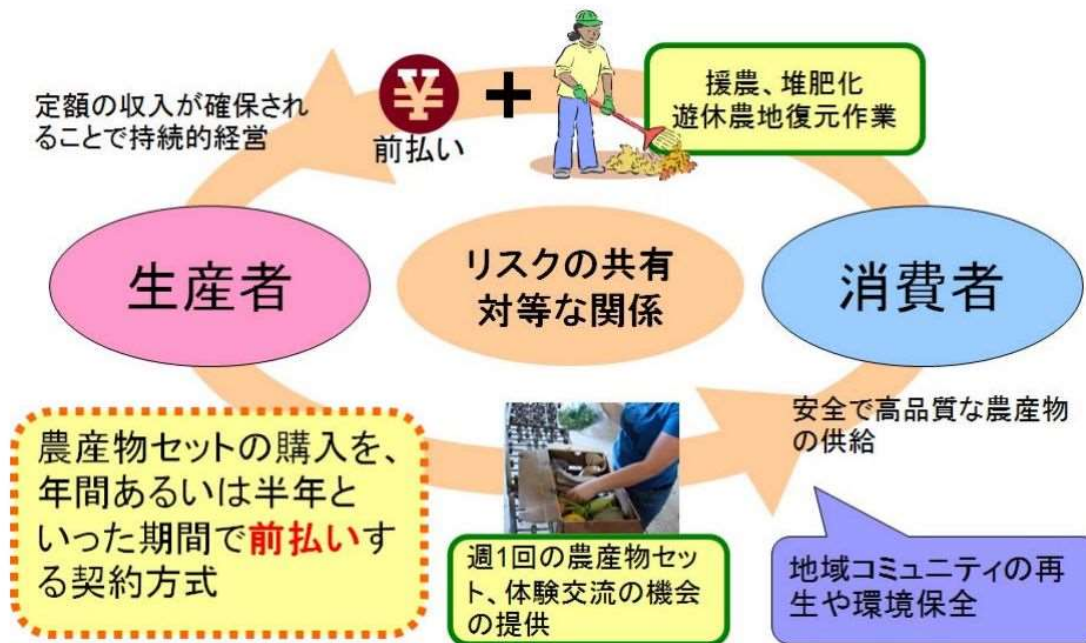 定額の収入が確保され
ることで持続的経営
¥
前払い
+
援農、堆肥化
遊休農地復元作業
生産者
リスクの共有
対等な関係
消費者
農産物セットの購入を、
年間あるいは半年と
いった期間で前払いす
る契約方式
週1回の農産物セッ
ト、体験交流の機会
の提供
安全で高品質な農産物
の供給
地域コミュニティの再
生や環境保全